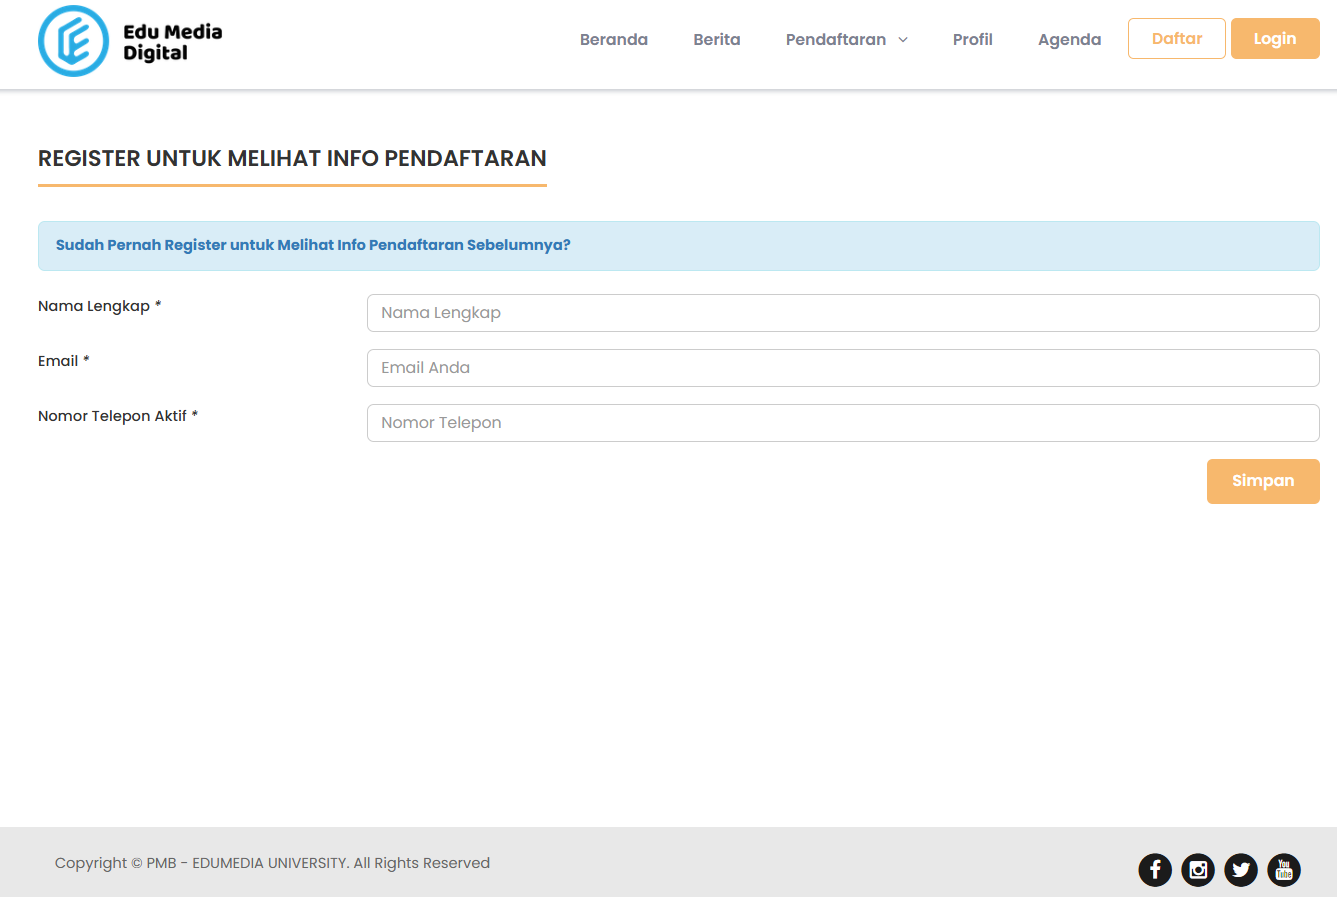 Edu Media
Digital
Beranda Berita Pendaftaran Profil Agenda Daftar Login
REGISTER UNTUK MELIHAT INFO PENDAFTARAN
Sudah Pernah Register untuk Melihat Info Pendaftaran Sebelumnya?
Nama Lengkap * Nama Lengkap
Email * Email Anda
Nomor Telepon Aktif * Nomor Telepon
Simpan
Copyright © PMB - EDUMEDIA UNIVERSITY. All Rights Reserved
You
Tube